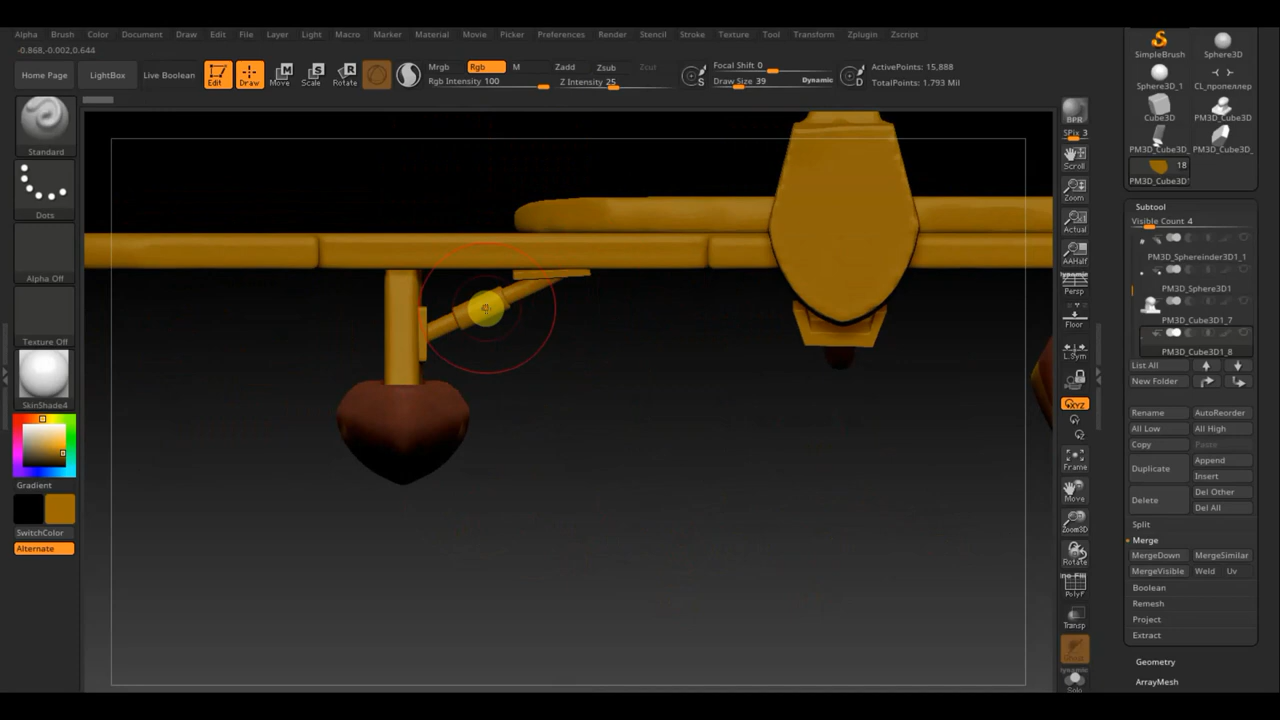 Alpha Brush Color Document Draw Edit File Layer Light Macro Marker Material Movie Picker Preferences Render Stencil Stroke Texture Tool Transform Zplugin Zscript
-0.868,-0.002,0.644
Home Page LightBox Live Boolean Edit Draw Move Scale Rotate
Mrgb Rgb M Zadd Zsub Zcut
Rgb Intensity 100 Z Intensity 25
Focal Shift 0
Draw Size 39 Dynamic
S D
ActivePoints: 15,888
TotalPoints: 1.793 Mil
Standard
Dots
Alpha Off
Texture Off
SkinShade4
Gradient
SwitchColor
Alternate
BPR
SPix 3
Scroll
Zoom
Actual
AAHalf
Dynamic
Persp
Floor
L.Sym
XYZ
Y
Z
Frame
Move
Zoom3D
Rotate
PolyF
Transp
Dynamic
Solo
SimpleBrush Sphere3D
Sphere3D_1 CL_пропеллер
Cube3D PM3D_Cube3D
PM3D_Cube3D_ PM3D_Cube3D_
18
PM3D_Cube3D
Subtool
Visible Count 4
PM3D_Sphereinder3D1_1
PM3D_Sphere3D1
PM3D_Cube3D1_7
PM3D_Cube3D1_8
List All
New Folder
Rename AutoReorder
All Low All High
Copy Paste
Duplicate Append
Insert
Delete Del Other
Del All
Split
Merge
MergeDown MergeSimilar
MergeVisible Weld Uv
Boolean
Remesh
Project
Extract
Geometry
ArrayMesh